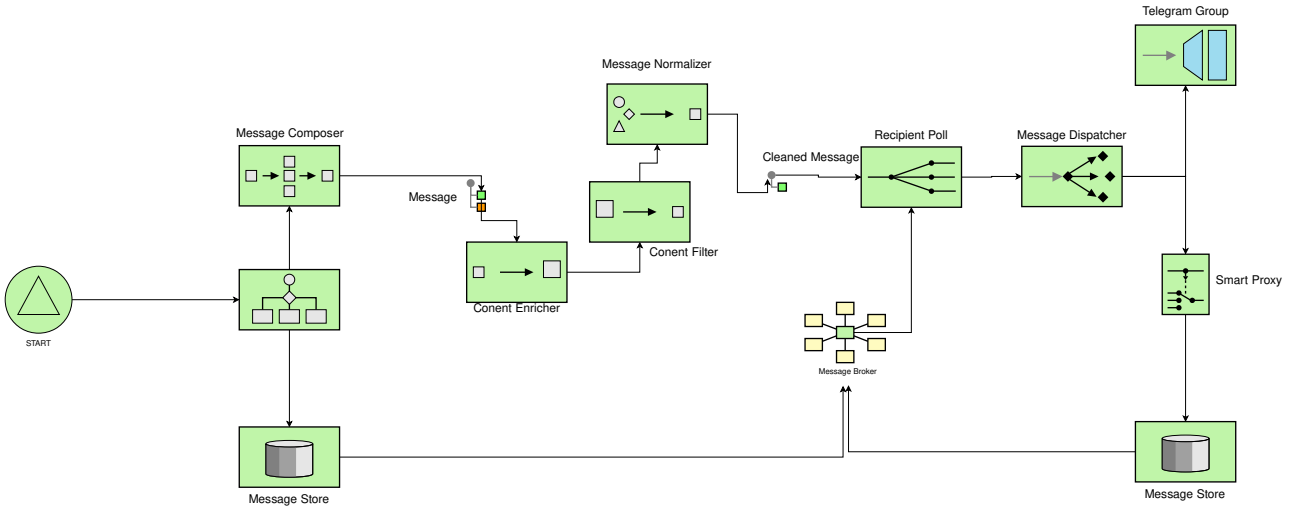 Telegram Group
Message Normalizer
Message Composer
Recipient Poll
Message Dispatcher
Cleaned Message
Message
Conent Filter
Smart Proxy
Conent Enricher
START
Message Broker
Message Store
Message Store